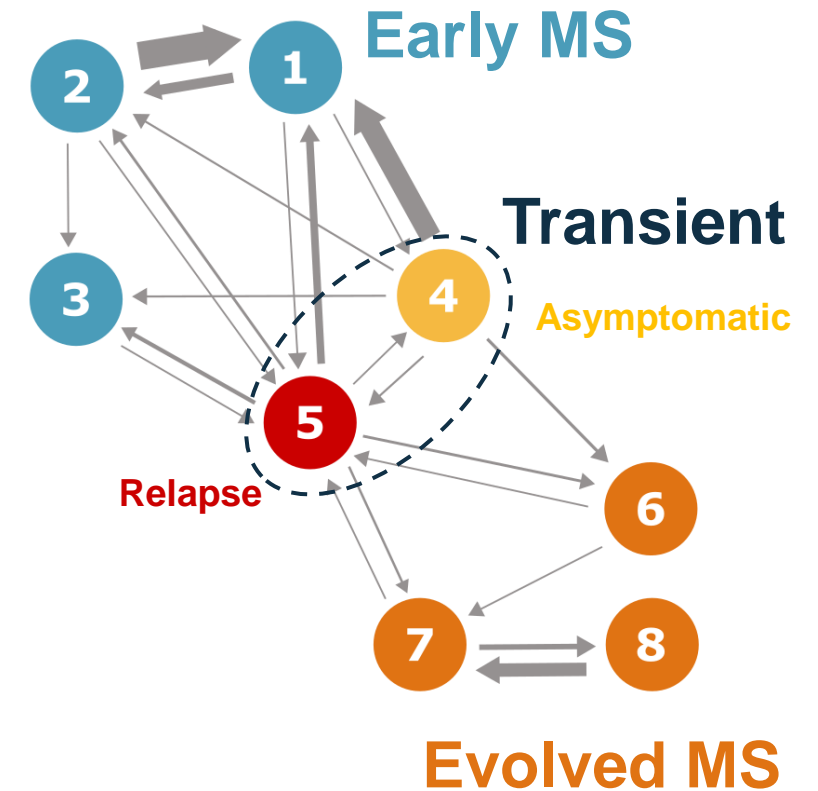 Early MS
1
2
Transient
3
4
Asymptomatic
5
Relapse
6
7
8
Evolved MS